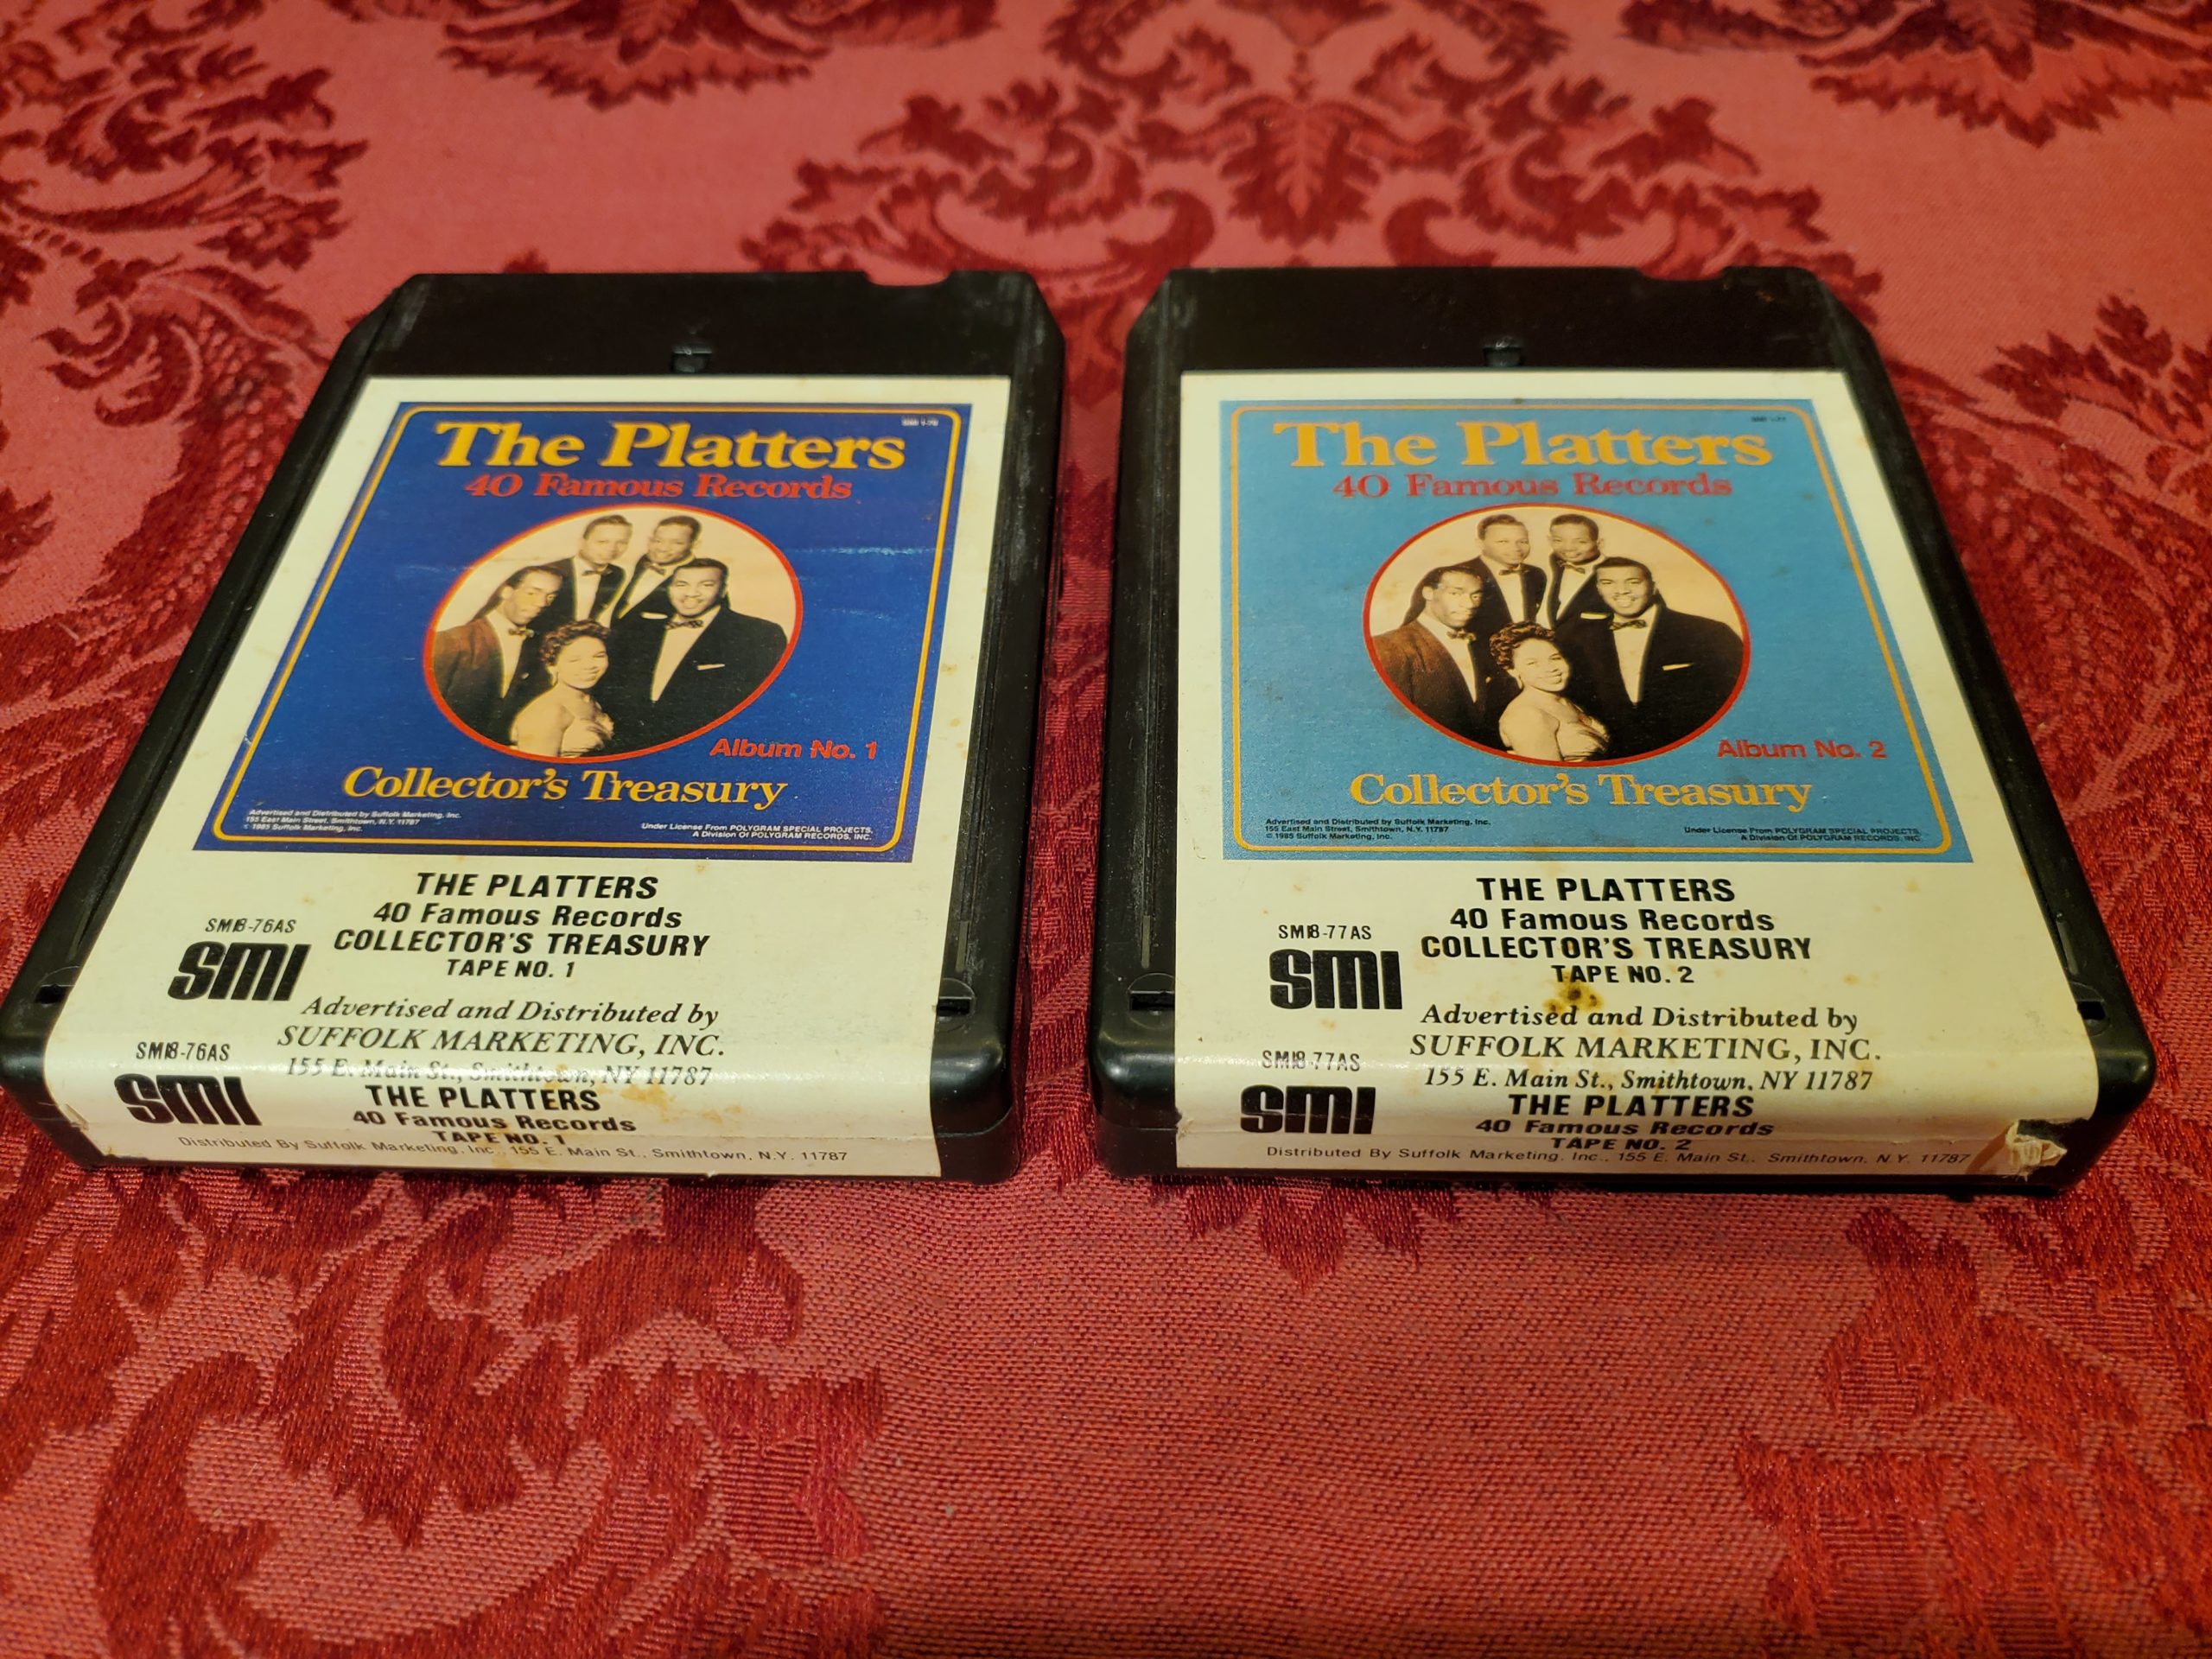 The Platters
40 Famous Records
Album No. 1
Collector's Treasury
Advertised and Distributed by Suffolk Marketing, Inc.
155 East Main Street, Smithtown, N.Y. 11787
© 1985 Suffolk Marketing, Inc.
Under License From POLYGRAM SPECIAL PROJECTS,
A Division Of POLYGRAM RECORDS, INC.
THE PLATTERS
40 Famous Records
COLLECTOR'S TREASURY
TAPE NO. 1
SMI8-76AS
SMI
Advertised and Distributed by
SUFFOLK MARKETING, INC.
155 E. Main St., Smithtown, NY 11787
SMI8-76AS
SMI
THE PLATTERS
40 Famous Records
TAPE NO. 1
Distributed By Suffolk Marketing, Inc., 155 E. Main St., Smithtown, N.Y. 11787
The Platters
40 Famous Records
Album No. 2
Collector's Treasury
Advertised and Distributed by Suffolk Marketing, Inc.
155 East Main Street, Smithtown, N.Y. 11787
© 1985 Suffolk Marketing, Inc.
Under License From POLYGRAM SPECIAL PROJECTS,
A Division Of POLYGRAM RECORDS, INC.
THE PLATTERS
40 Famous Records
COLLECTOR'S TREASURY
TAPE NO. 2
SMI8-77AS
SMI
Advertised and Distributed by
SUFFOLK MARKETING, INC.
155 E. Main St., Smithtown, NY 11787
SMI8-77AS
SMI
THE PLATTERS
40 Famous Records
TAPE NO. 2
Distributed By Suffolk Marketing, Inc., 155 E. Main St., Smithtown, N.Y. 11787